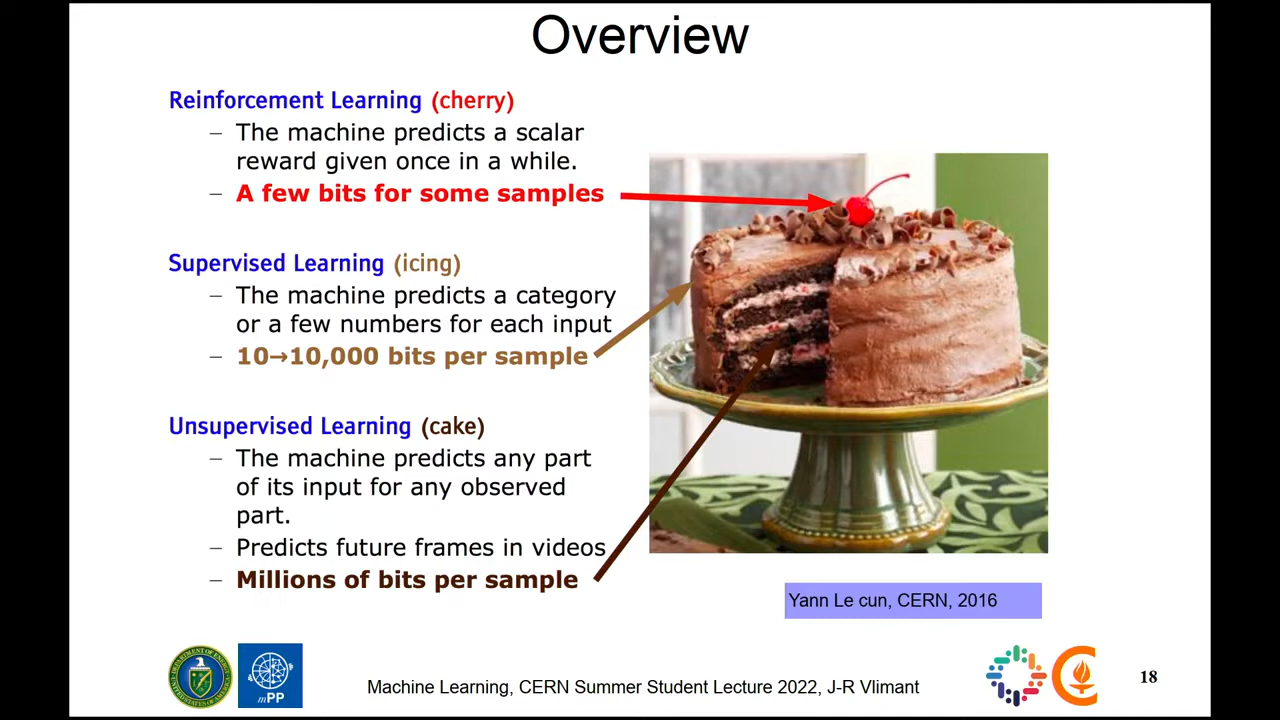 Overview
Reinforcement Learning (cherry)
– The machine predicts a scalar
reward given once in a while.
– A few bits for some samples
Supervised Learning (icing)
– The machine predicts a category
or a few numbers for each input
– 10→10,000 bits per sample
Unsupervised Learning (cake)
– The machine predicts any part
of its input for any observed
part.
– Predicts future frames in videos
– Millions of bits per sample
Yann Le cun, CERN, 2016
mPP
Machine Learning, CERN Summer Student Lecture 2022, J-R Vlimant
18